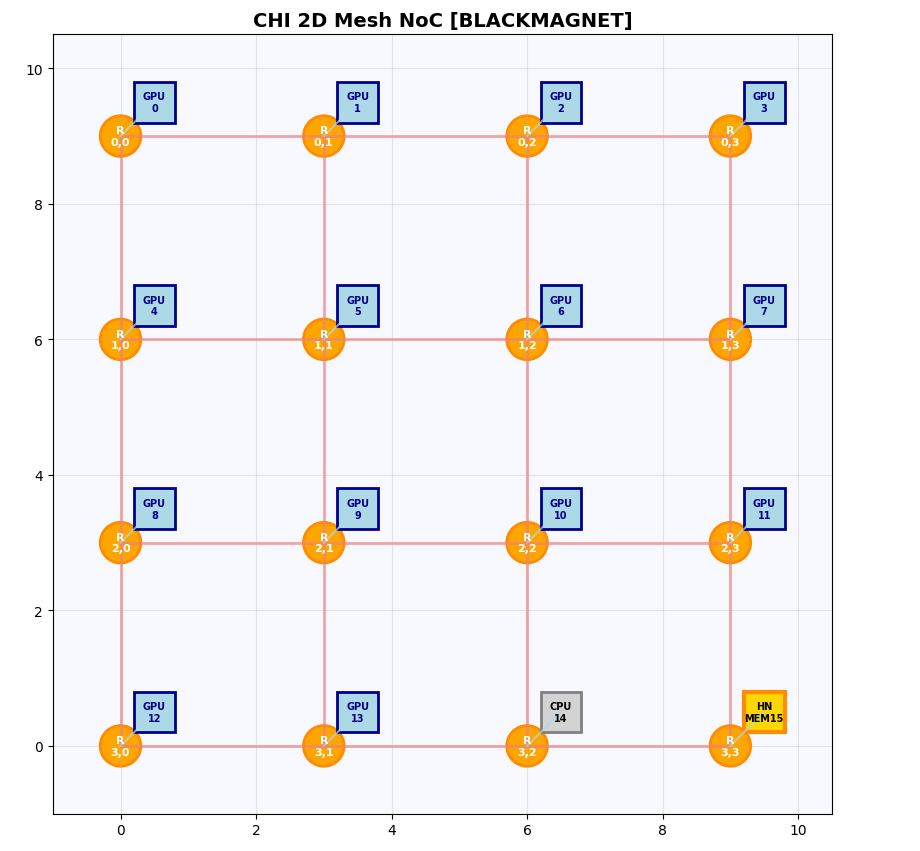 CHI 2D Mesh NoC [BLACKMAGNET]
10
GPU
0
GPU
1
GPU
2
GPU
3
R
0,0
R
0,1
R
0,2
R
0,3
8
GPU
4
GPU
5
GPU
6
GPU
7
6
R
1,0
R
1,1
R
1,2
R
1,3
4
GPU
8
GPU
9
GPU
10
GPU
11
R
2,0
R
2,1
R
2,2
R
2,3
2
GPU
12
GPU
13
CPU
14
HN
MEM15
0
R
3,0
R
3,1
R
3,2
R
3,3
0
2
4
6
8
10